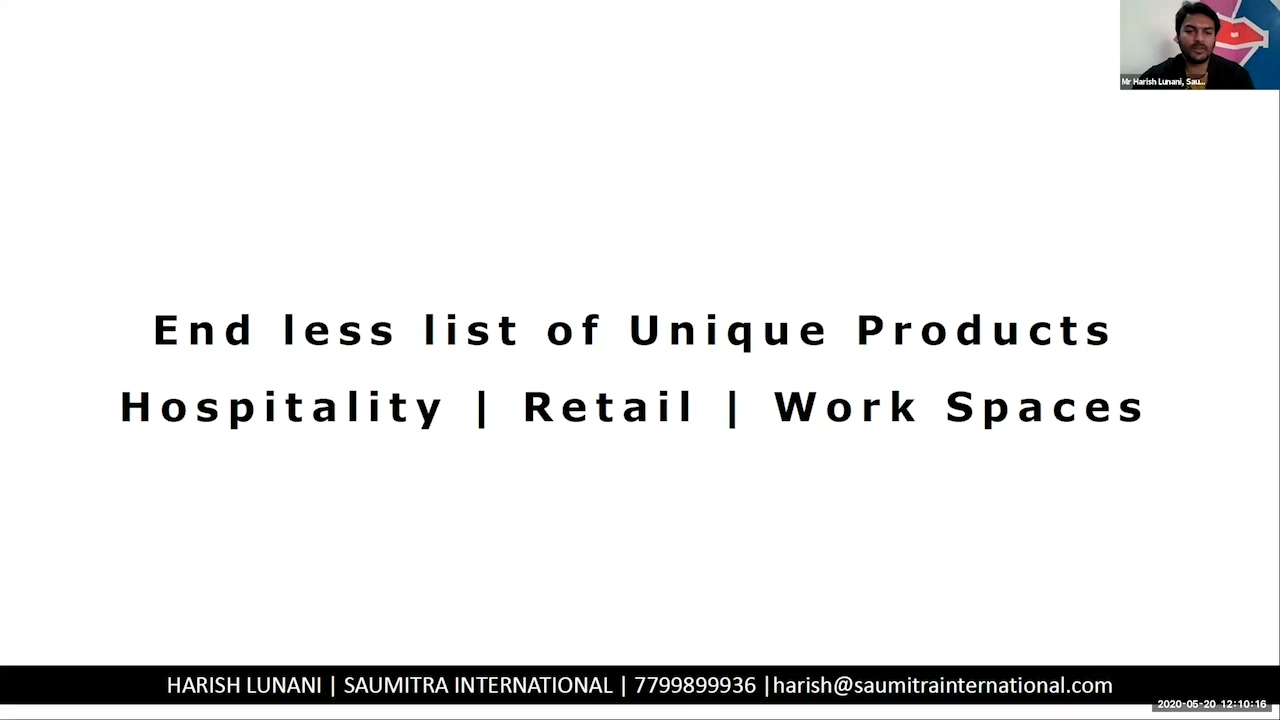 Mr Harish Lunani, Sau...
End less list of Unique Products
Hospitality | Retail | Work Spaces
HARISH LUNANI | SAUMITRA INTERNATIONAL | 7799899936 |harish@saumitrainternational.com
2020-05-20 12:10:16